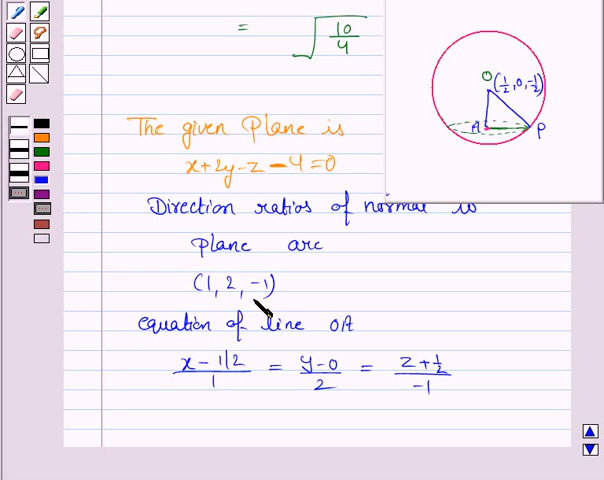 = √(10/4)
O (1/2, 0, -1/2)
A P
The given Plane is
x+2y-z-4=0
Direction ratios of normal to
Plane are
(1, 2, -1)
equation of line OA
(x-1/2)/1 = (y-0)/2 = (z+1/2)/-1